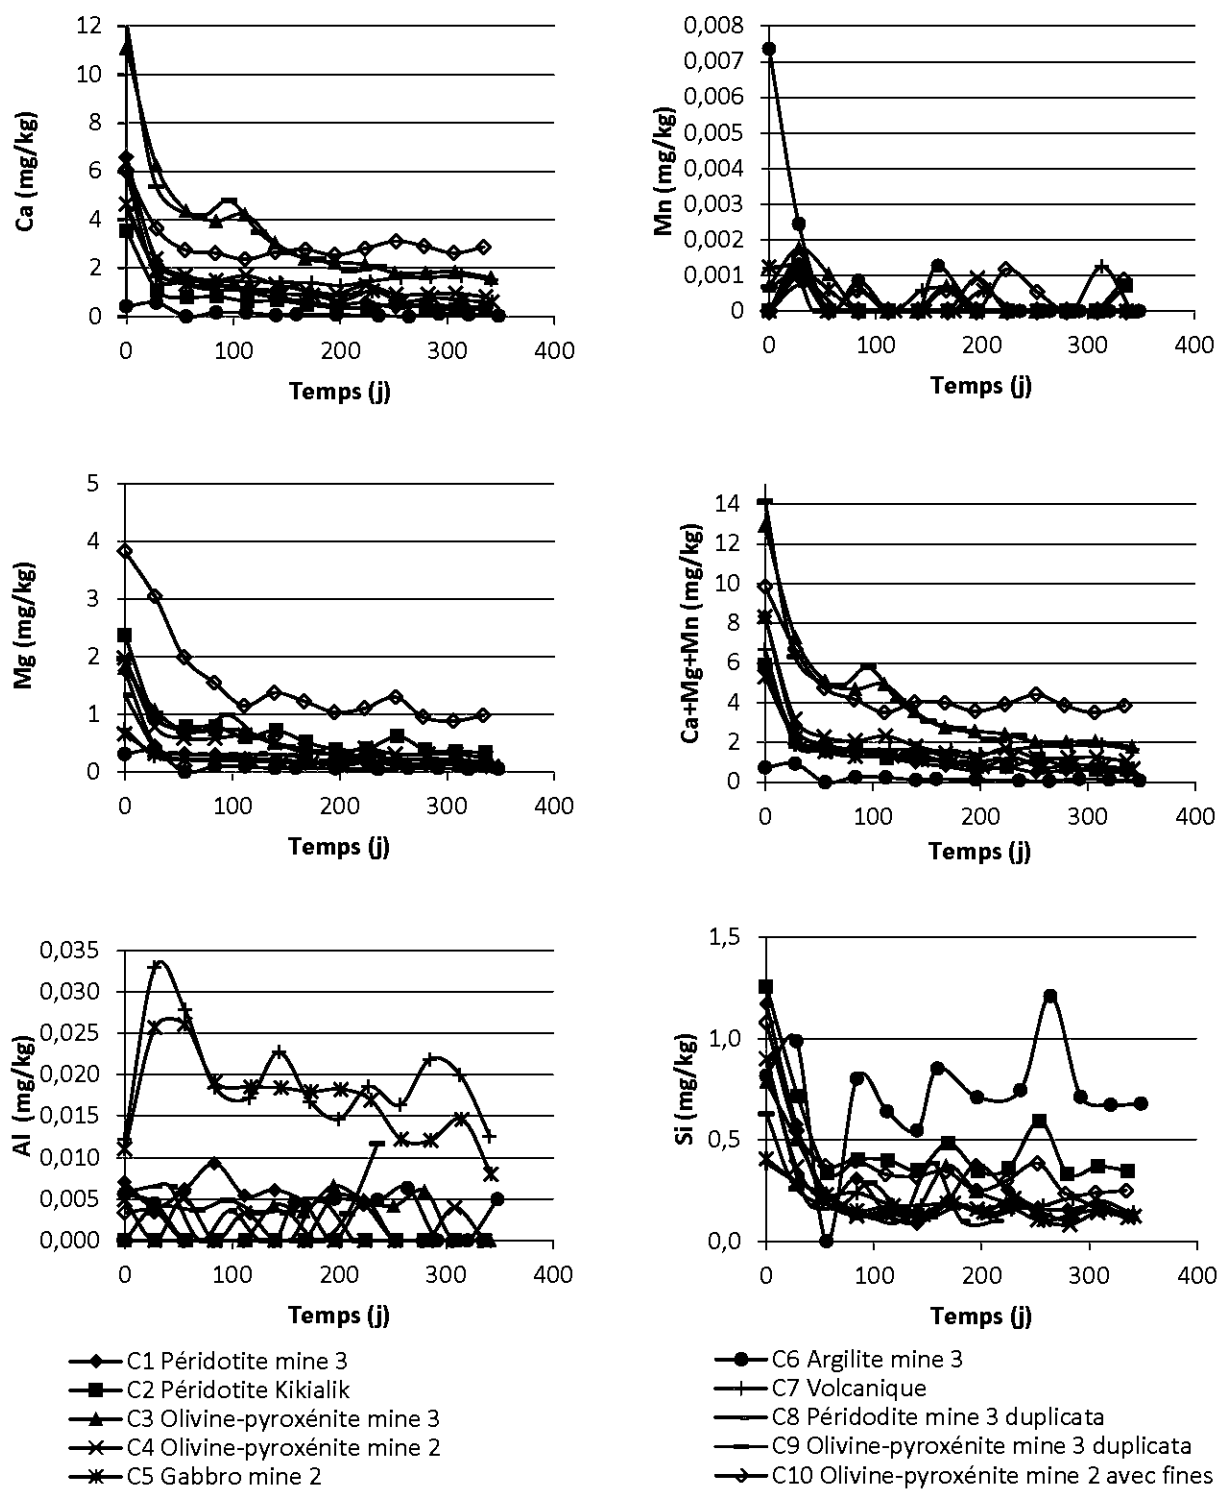 Ca (mg/kg)
12
10
8
6
4
2
0
0 100 200 300 400
Temps (j)
Mn (mg/kg)
0,008
0,007
0,006
0,005
0,004
0,003
0,002
0,001
0
0 100 200 300 400
Temps (j)
Mg (mg/kg)
5
4
3
2
1
0
0 100 200 300 400
Temps (j)
Ca+Mg+Mn (mg/kg)
14
12
10
8
6
4
2
0
0 100 200 300 400
Temps (j)
Al (mg/kg)
0,035
0,030
0,025
0,020
0,015
0,010
0,005
0,000
0 100 200 300 400
Temps (j)
Si (mg/kg)
1,5
1,0
0,5
0,0
0 100 200 300 400
Temps (j)
C1 Péridotite mine 3
C2 Péridotite Kikialik
C3 Olivine-pyroxénite mine 3
C4 Olivine-pyroxénite mine 2
C5 Gabbro mine 2
C6 Argilite mine 3
C7 Volcanique
C8 Péridodite mine 3 duplicata
C9 Olivine-pyroxénite mine 3 duplicata
C10 Olivine-pyroxénite mine 2 avec fines